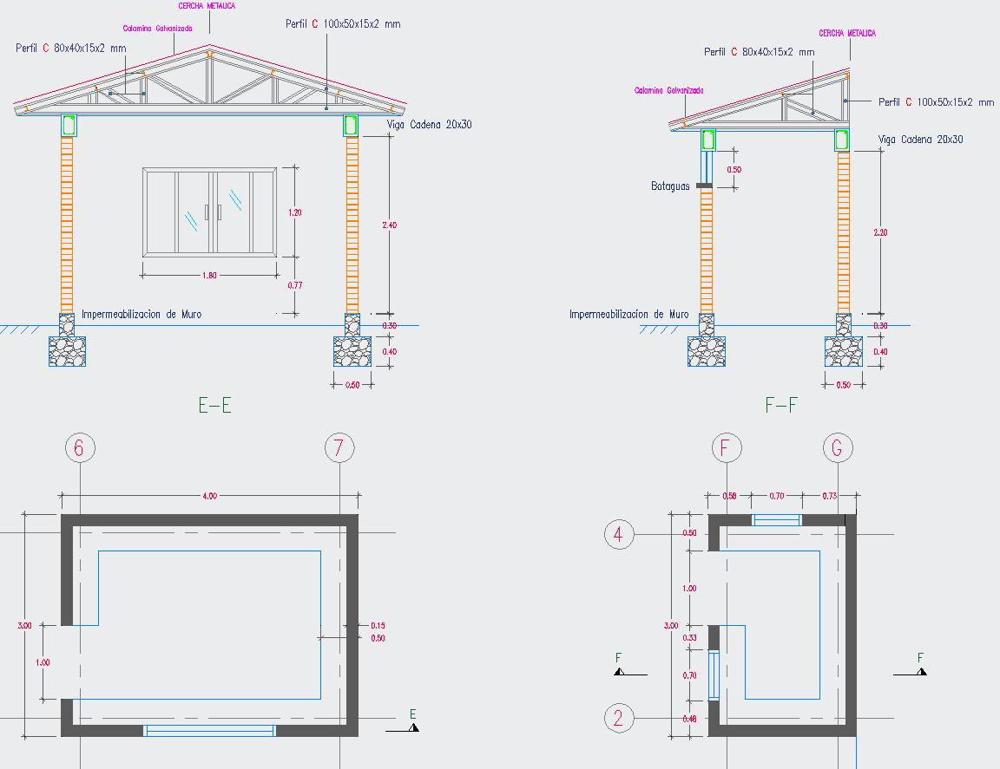 CERCHA METALICA
Calamina Galvanizada
Perfil C 100x50x15x2 mm
Perfil C 80x40x15x2 mm
Viga Cadena 20x30
1.20
2.40
1.80
0.77
Impermeabilizacion de Muro
0.30
0.40
0.50
E-E
CERCHA METALICA
Perfil C 80x40x15x2 mm
Calamina Galvanizada
Perfil C 100x50x15x2 mm
Viga Cadena 20x30
0.50
Botaguas
2.20
Impermeabilizacion de Muro
0.30
0.40
0.50
F-F
6
7
4.00
3.00
0.15
0.50
1.00
E
F
G
0.58
0.70
0.73
4
0.50
1.00
3.00
0.33
F
F
0.70
2
0.48